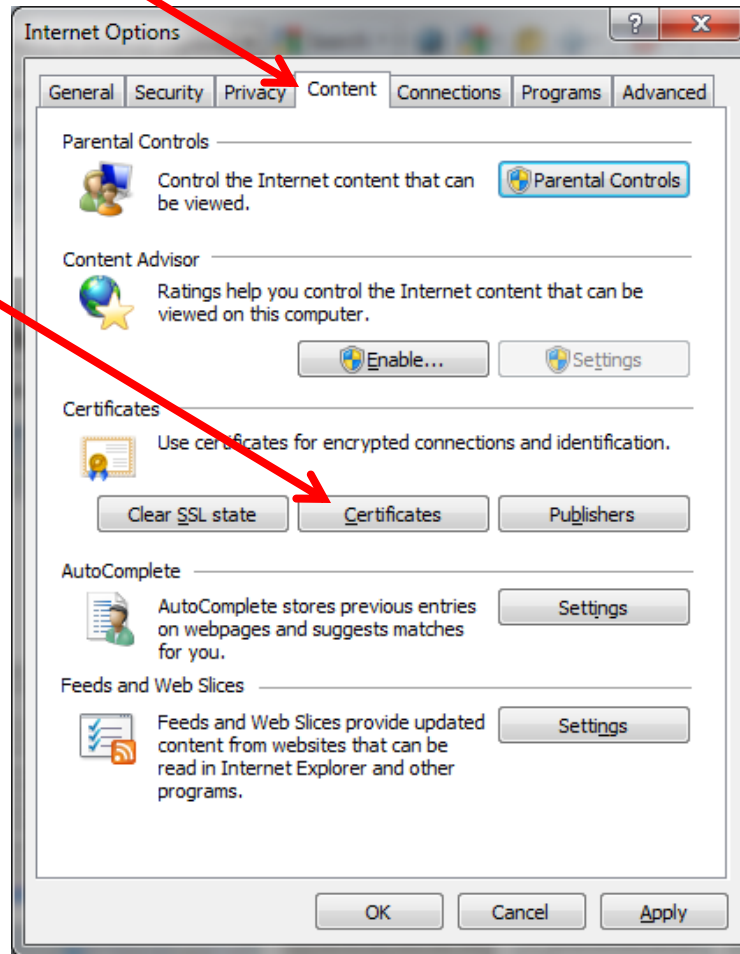 Internet Options
General Security Privacy Content Connections Programs Advanced
Parental Controls
Control the Internet content that can
be viewed.
Parental Controls
Content Advisor
Ratings help you control the Internet content that can be
viewed on this computer.
Enable... Settings
Certificates
Use certificates for encrypted connections and identification.
Clear SSL state Certificates Publishers
AutoComplete
AutoComplete stores previous entries
on webpages and suggests matches
for you.
Settings
Feeds and Web Slices
Feeds and Web Slices provide updated
content from websites that can be
read in Internet Explorer and other
programs.
Settings
OK Cancel Apply